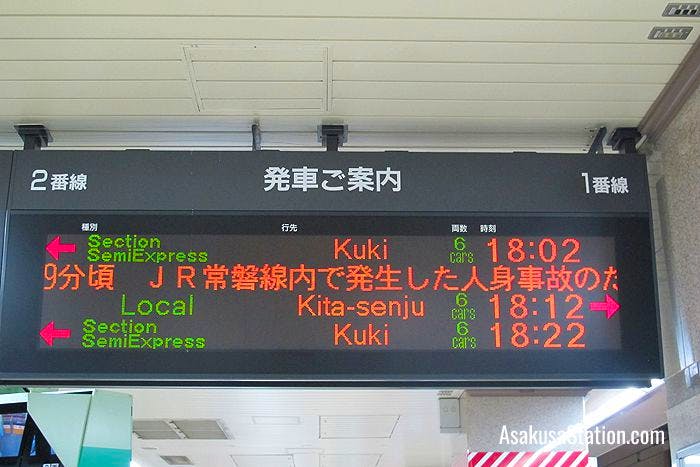 2番線 発車ご案内 1番線
種別 行先 両数 時刻
Section SemiExpress Kuki 6 cars 18:02
9分頃 JR常磐線内で発生した人身事故のた
Local Kita-senju 6 cars 18:12
Section SemiExpress Kuki 6 cars 18:22
AsakusaStation.com